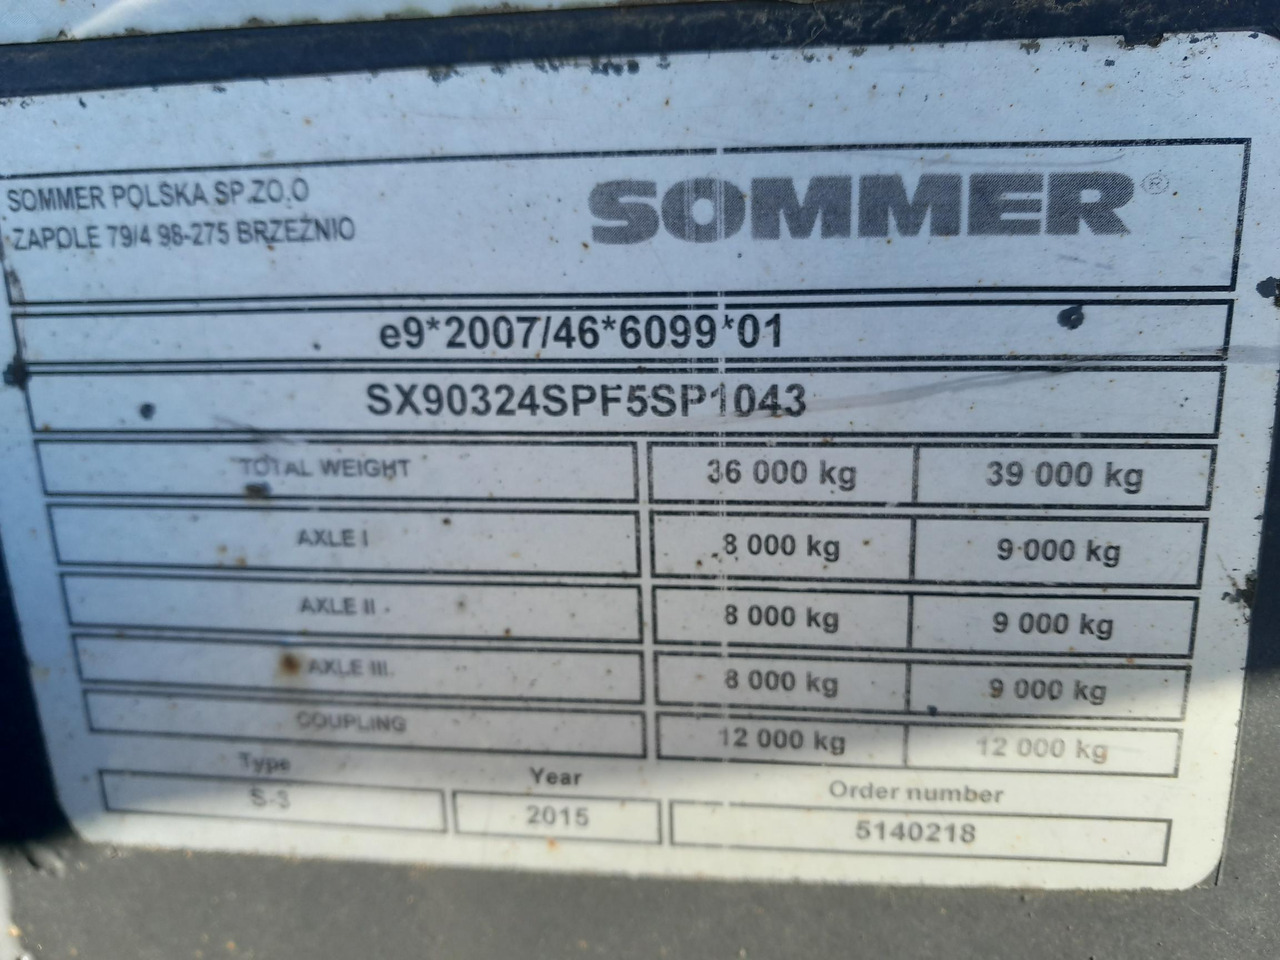 SOMMER POLSKA SP.ZO.O
ZAPOLE 79/4 98-275 BRZEŹNIO
SOMMER®
e9*2007/46*6099*01
SX90324SPF5SP1043
TOTAL WEIGHT 36 000 kg 39 000 kg
AXLE I 8 000 kg 9 000 kg
AXLE II 8 000 kg 9 000 kg
AXLE III 8 000 kg 9 000 kg
COUPLING 12 000 kg 12 000 kg
Type Year Order number
S-3 2015 5140218